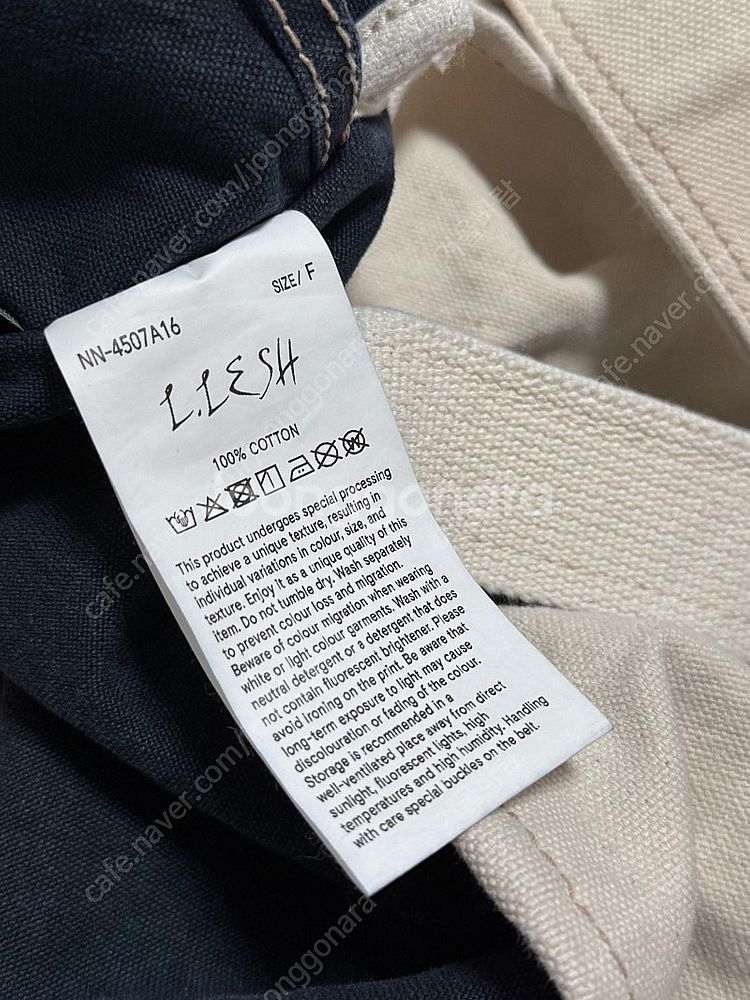 SIZE/ F
NN-4507A16
L.LESH
100% COTTON
This product undergoes special processing
to achieve a unique texture, resulting in
individual variations in colour, size, and
texture. Enjoy it as a unique quality of this
item. Do not tumble dry. Wash separately
to prevent colour loss and migration.
Beware of colour migration when wearing
white or light colour garments. Wash with a
neutral detergent or a detergent that does
not contain fluorescent brightener. Please
avoid ironing on the print. Be aware that
long-term exposure to light may cause
discolouration or fading of the colour.
Storage is recommended in a
well-ventilated place away from direct
sunlight, fluorescent lights, high
temperatures and high humidity. Handling
with care special buckles on the belt.
cafe.naver.com/joonggonara
joonggonara